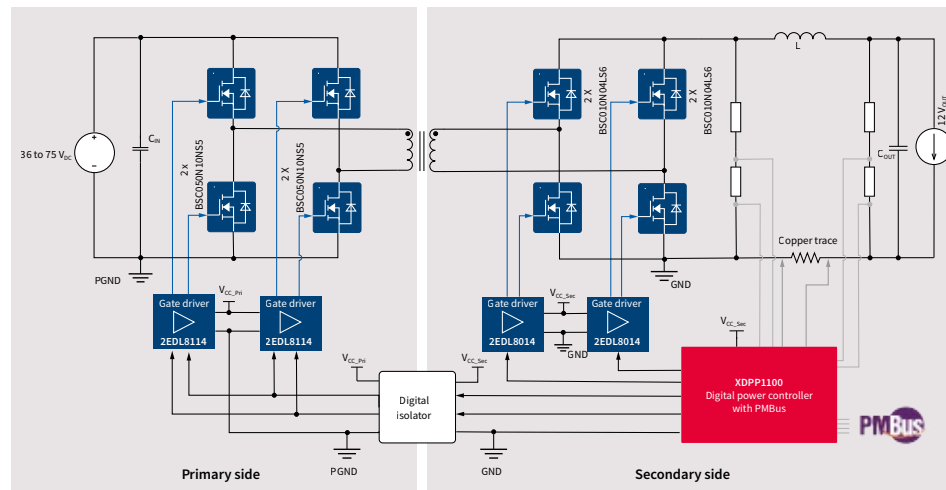 36 to 75 V_DC
C_IN
PGND
2 X
BSC050N10NS5
2 X
BSC050N10NS5
V_CC_Pri
Gate driver
2EDL8114
Gate driver
2EDL8114
V_CC_Pri
Digital
isolator
PGND
Primary side
2 X
BSC010N04LS6
2 X
BSC010N04LS6
L
C_OUT
12 V_OUT
Copper trace
GND
V_CC_Sec
Gate driver
2EDL8014
Gate driver
2EDL8014
GND
V_CC_Sec
V_CC_Sec
XDPP1100
Digital power controller
with PMBus
PMBus
GND
Secondary side